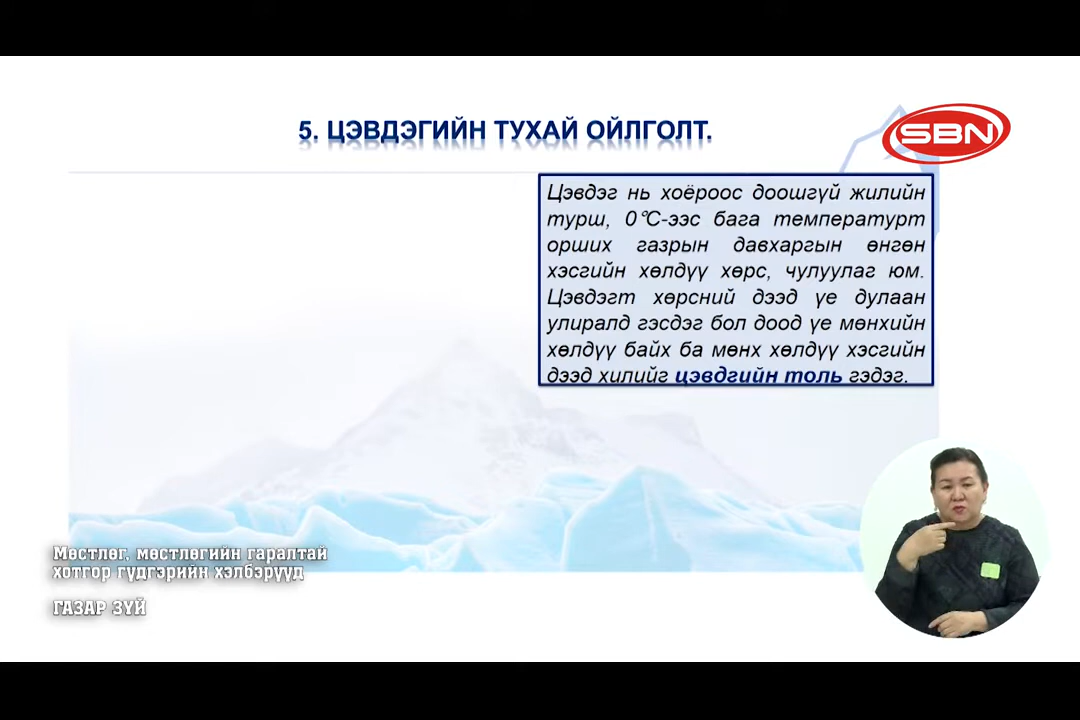 5. ЦЭВДЭГИЙН ТУХАЙ ОЙЛГОЛТ.
SBN
Цэвдэг нь хоёроос доошгүй жилийн
турш, 0℃-ээс бага температурт
орших газрын давхаргын өнгөн
хэсгийн хөлдүү хөрс, чулуулаг юм.
Цэвдэгт хөрсний дээд үе дулаан
улиралд гэсдэг бол доод үе мөнхийн
хөлдүү байх ба мөнх хөлдүү хэсгийн
дээд хилийг цэвдгийн толь гэдэг.
Мөстлөг, мөстлөгийн гаралтай
хотгор гүдгэрийн хэлбэрүүд
ГАЗАР ЗҮЙ